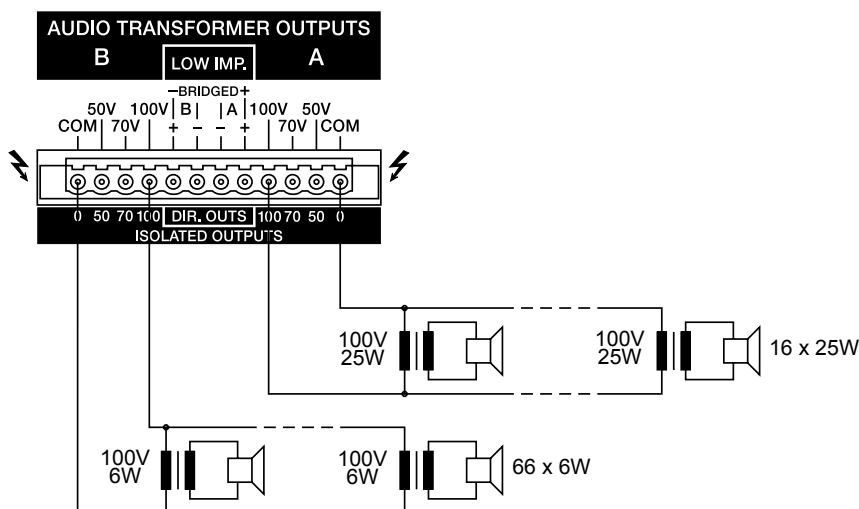 AUDIO TRANSFORMER OUTPUTS
B LOW IMP. A
–BRIDGED+
50V 100V B A 100V 50V
COM 70V + – – + 70V COM
0 50 70 100 DIR. OUTS 100 70 50 0
ISOLATED OUTPUTS
100V 25W
100V 25W
16 x 25W
100V 6W
100V 6W
66 x 6W